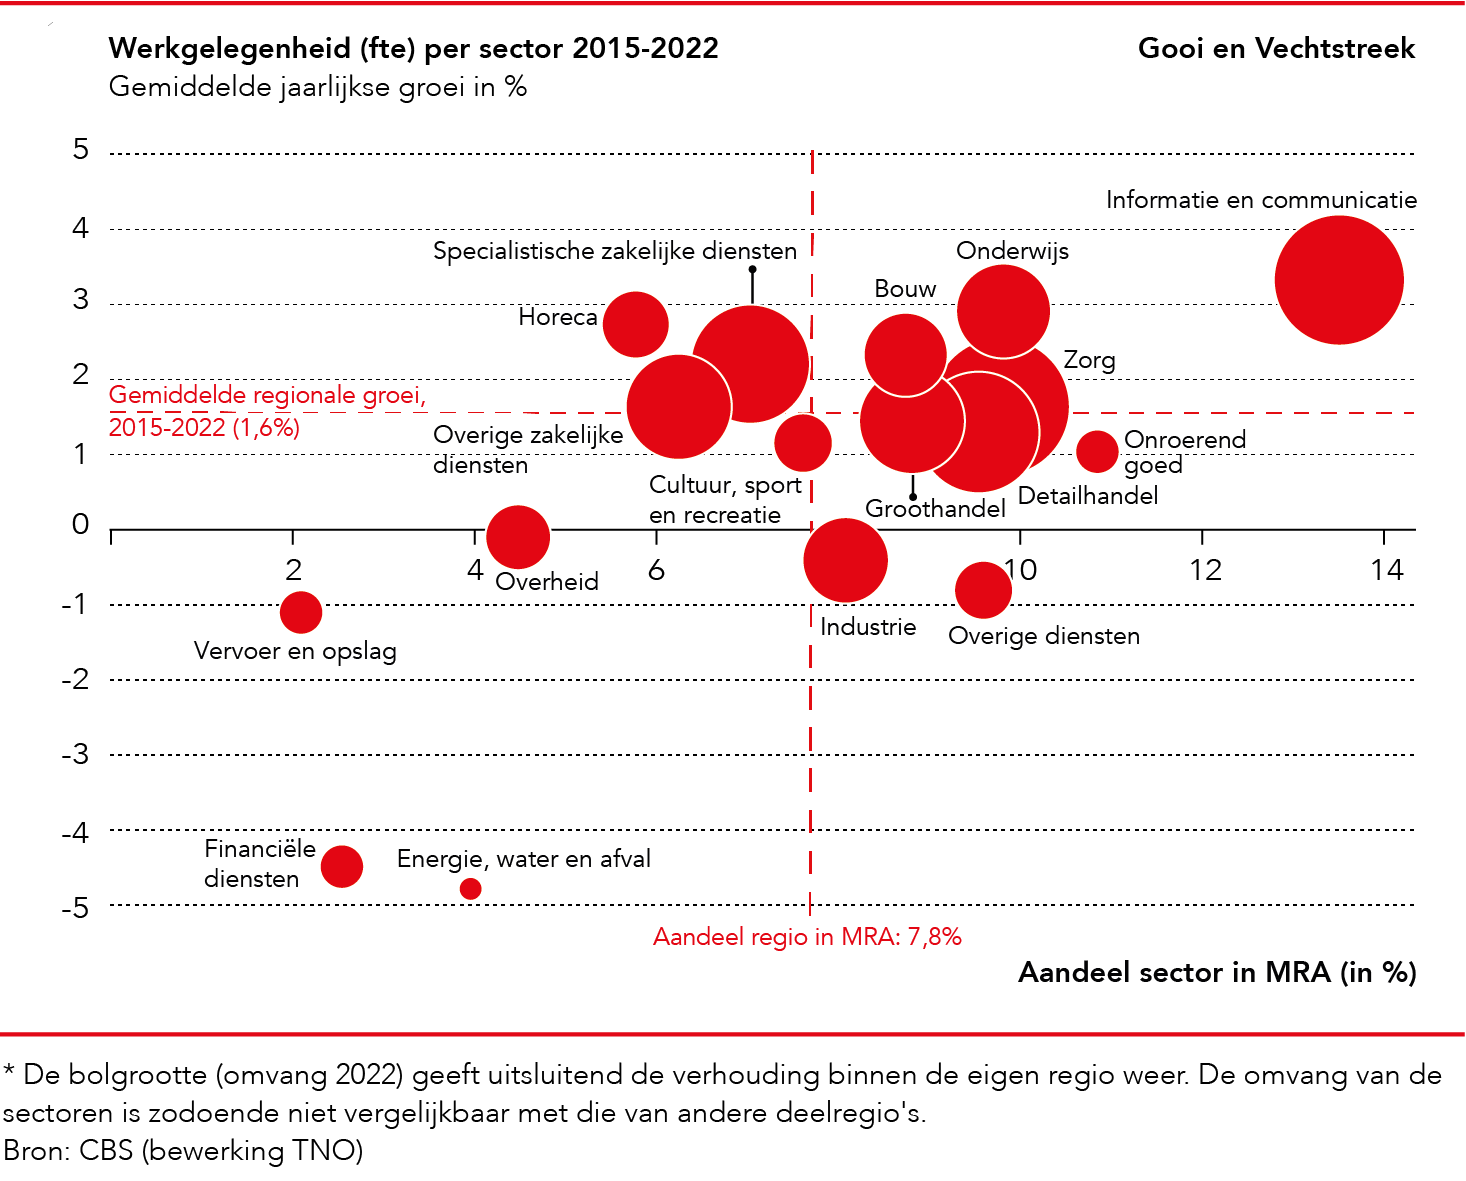 Werkgelegenheid (fte) per sector 2015-2022
Gooi en Vechtstreek
Gemiddelde jaarlijkse groei in %
5
Informatie en communicatie
4
Specialistische zakelijke diensten
Onderwijs
Bouw
3
Horeca
Zorg
2
Gemiddelde regionale groei,
2015-2022 (1,6%)
Overige zakelijke
diensten
Onroerend
goed
1
Cultuur, sport
en recreatie
Detailhandel
Groothandel
0
2
4
6
10
12
14
Overheid
-1
Industrie
Overige diensten
Vervoer en opslag
-2
-3
-4
Financiële
diensten
Energie, water en afval
-5
Aandeel regio in MRA: 7,8%
Aandeel sector in MRA (in %)
* De bolgrootte (omvang 2022) geeft uitsluitend de verhouding binnen de eigen regio weer. De omvang van de
sectoren is zodoende niet vergelijkbaar met die van andere deelregio's.
Bron: CBS (bewerking TNO)